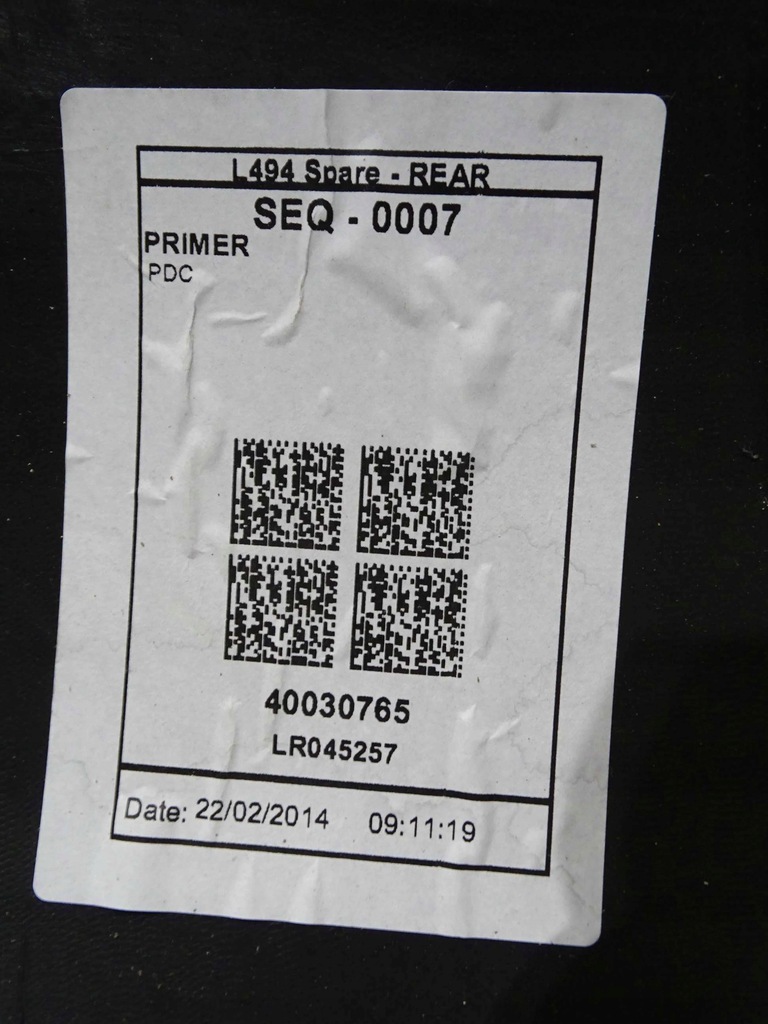 L494 Spare - REAR
SEQ - 0007
PRIMER
PDC
40030765
LR045257
Date: 22/02/2014 09:11:19